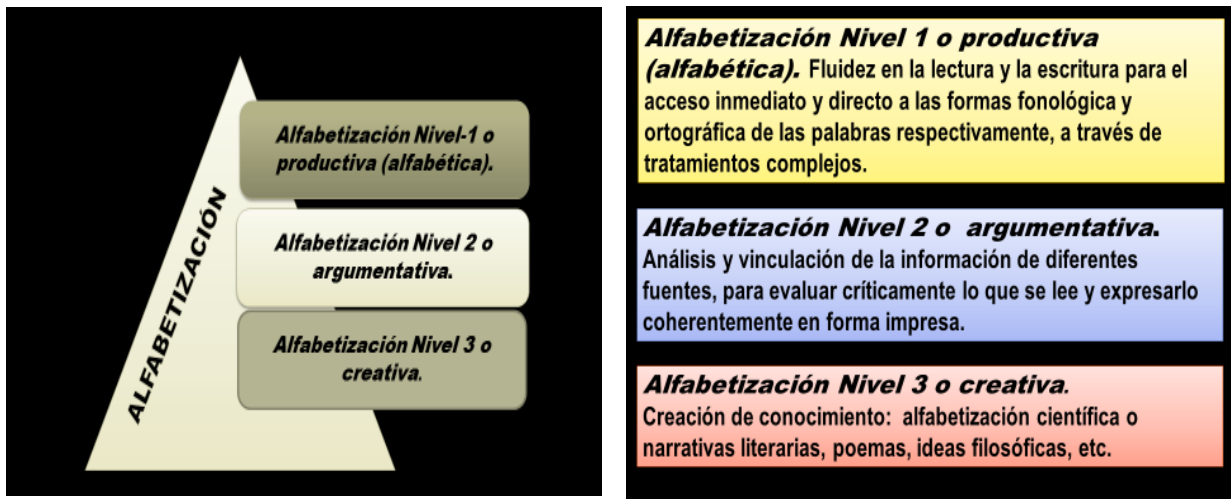 ALFABETIZACIÓN
Alfabetización Nivel-1 o
productiva (alfabética).
Alfabetización Nivel 2 o
argumentativa.
Alfabetización Nivel 3 o
creativa.
Alfabetización Nivel 1 o productiva
(alfabética). Fluidez en la lectura y la escritura para el
acceso inmediato y directo a las formas fonológica y
ortográfica de las palabras respectivamente, a través de
tratamientos complejos.
Alfabetización Nivel 2 o argumentativa.
Análisis y vinculación de la información de diferentes
fuentes, para evaluar críticamente lo que se lee y expresarlo
coherentemente en forma impresa.
Alfabetización Nivel 3 o creativa.
Creación de conocimiento: alfabetización científica o
narrativas literarias, poemas, ideas filosóficas, etc.